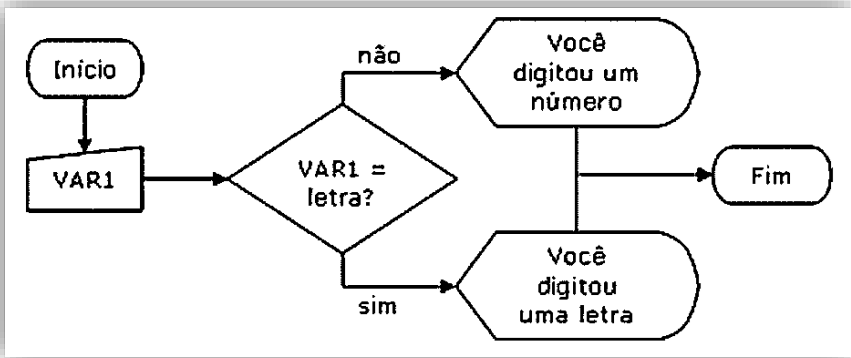 Início
VAR1
VAR1 =
letra?
não
Você
digitou um
número
sim
Você
digitou
uma letra
Fim